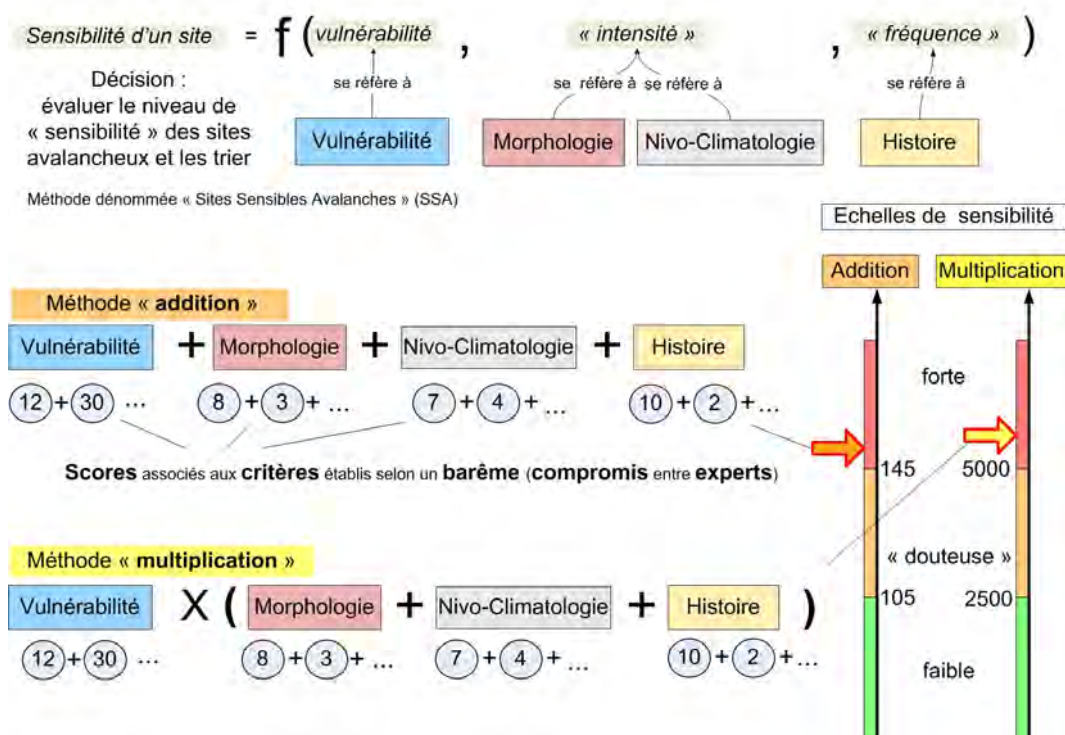 Sensibilité d'un site = f ( vulnérabilité , « intensité » , « fréquence » )
Décision :
évaluer le niveau de
« sensibilité » des sites
avalancheux et les trier
se réfère à
se réfère à
se réfère à
se réfère à
Vulnérabilité
Morphologie
Nivo-Climatologie
Histoire
Méthode dénommée « Sites Sensibles Avalanches » (SSA)
Echelles de sensibilité
Addition
Multiplication
Méthode « addition »
Vulnérabilité + Morphologie + Nivo-Climatologie + Histoire
12 + 30 ... 8 + 3 + ... 7 + 4 + ... 10 + 2 + ...
Scores associés aux critères établis selon un barême (compromis entre experts)
forte
145
5000
« douteuse »
105
2500
faible
Méthode « multiplication »
Vulnérabilité X ( Morphologie + Nivo-Climatologie + Histoire )
12 + 30 ... 8 + 3 + ... 7 + 4 + ... 10 + 2 + ...